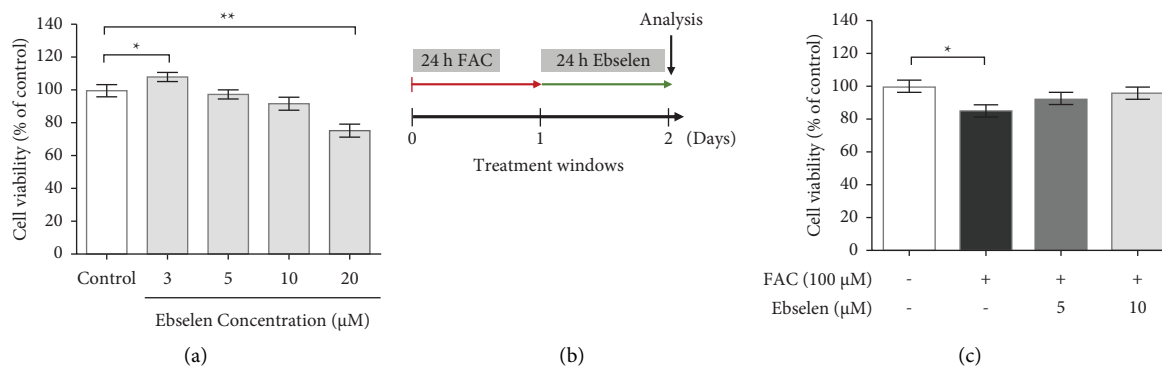 Cell viability (% of control)
140
120
100
80
60
40
20
0
*
**
Control 3 5 10 20
Ebselen Concentration (μM)
(a)
Analysis
24 h FAC 24 h Ebselen
0 1 2 (Days)
Treatment windows
(b)
Cell viability (% of control)
140
120
100
80
60
40
20
0
*
FAC (100 μM) - + + +
Ebselen (μM) - - 5 10
(c)